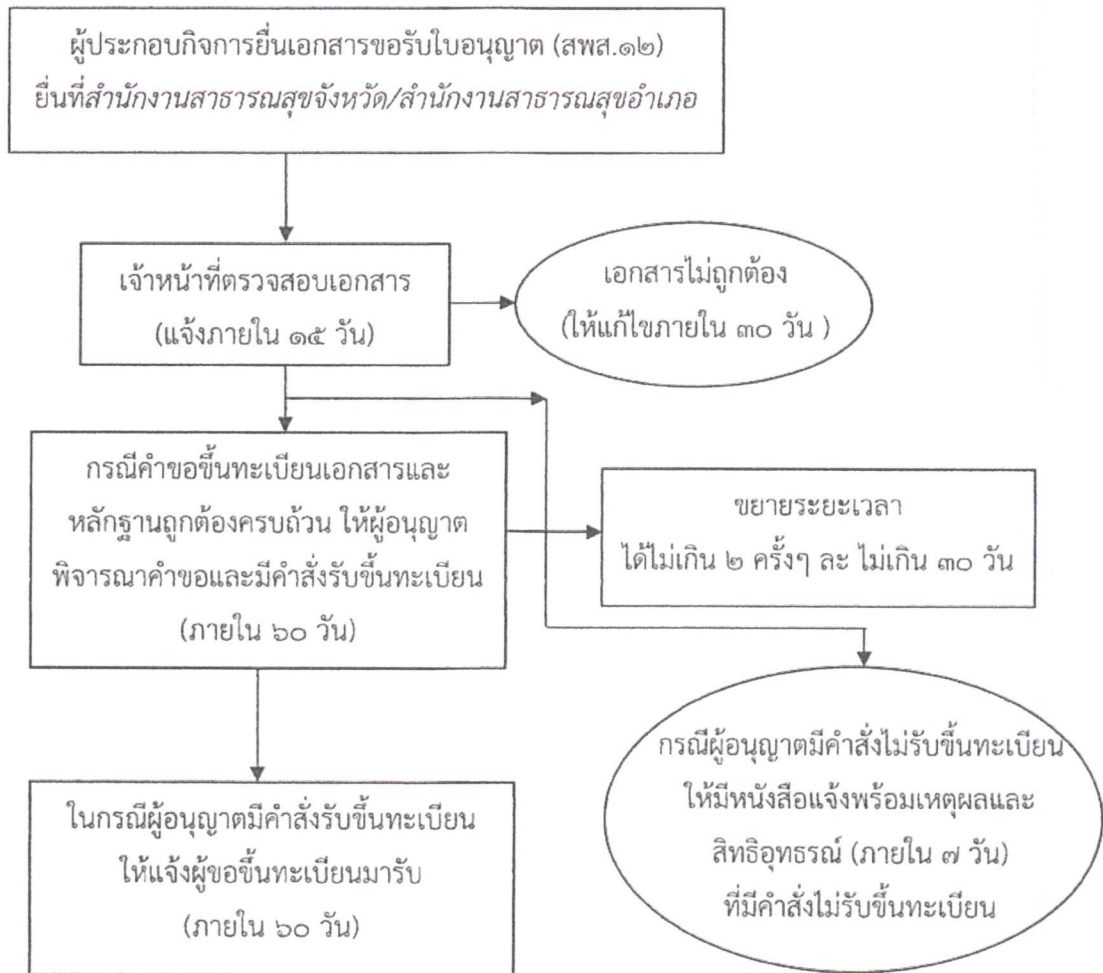 ผู้ประกอบกิจการยื่นเอกสารขอรับใบอนุญาต (สพส.๑๒)
ยื่นที่สำนักงานสาธารณสุขจังหวัด/สำนักงานสาธารณสุขอำเภอ
เจ้าหน้าที่ตรวจสอบเอกสาร
(แจ้งภายใน ๑๕ วัน)
เอกสารไม่ถูกต้อง
(ให้แก้ไขภายใน ๓๐ วัน )
กรณีคำขอขึ้นทะเบียนเอกสารและ
หลักฐานถูกต้องครบถ้วน ให้ผู้อนุญาต
พิจารณาคำขอและมีคำสั่งรับขึ้นทะเบียน
(ภายใน ๖๐ วัน)
ขยายระยะเวลา
ได้ไม่เกิน ๒ ครั้งๆ ละ ไม่เกิน ๓๐ วัน
ในกรณีผู้อนุญาตมีคำสั่งรับขึ้นทะเบียน
ให้แจ้งผู้ขอขึ้นทะเบียนมารับ
(ภายใน ๖๐ วัน)
กรณีผู้อนุญาตมีคำสั่งไม่รับขึ้นทะเบียน
ให้มีหนังสือแจ้งพร้อมเหตุผลและ
สิทธิอุทธรณ์ (ภายใน ๗ วัน)
ที่มีคำสั่งไม่รับขึ้นทะเบียน